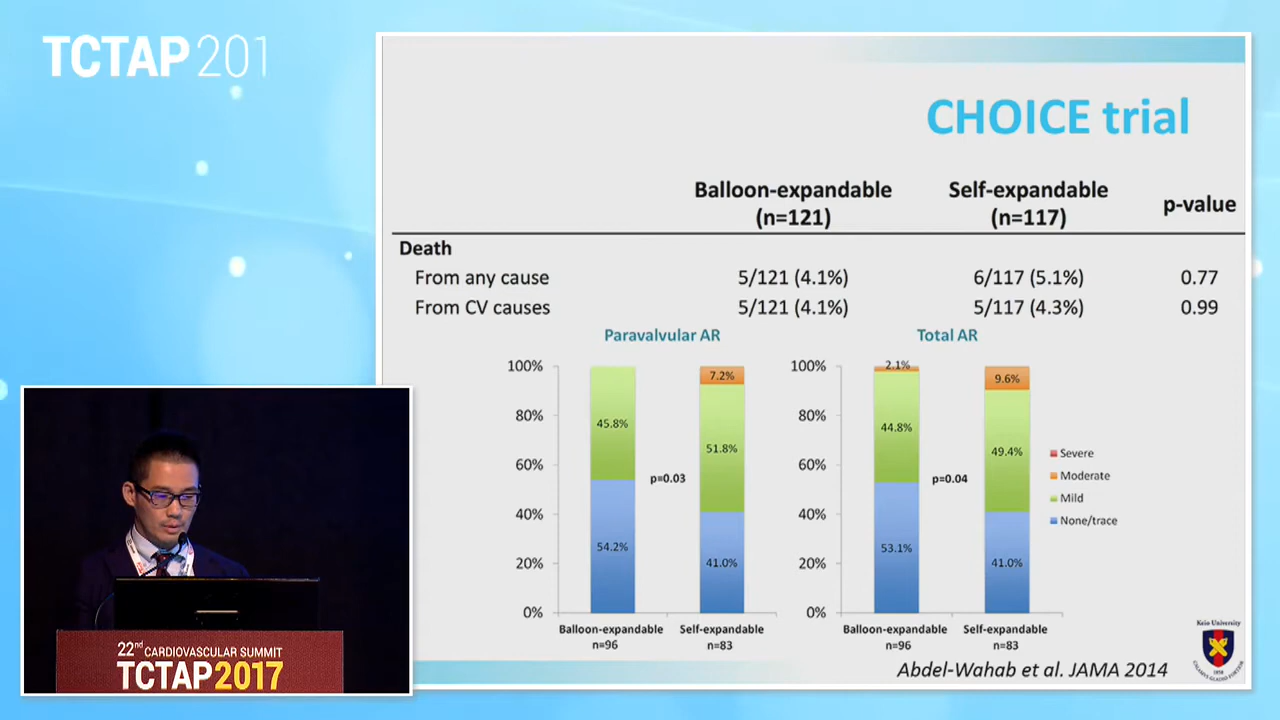 TCTAP 201
CHOICE trial
Balloon-expandable (n=121) Self-expandable (n=117) p-value
Death
From any cause 5/121 (4.1%) 6/117 (5.1%) 0.77
From CV causes 5/121 (4.1%) 5/117 (4.3%) 0.99
Paravalvular AR
100%
80%
60%
40%
20%
0%
45.8%
54.2%
p=0.03
7.2%
51.8%
41.0%
Balloon-expandable
n=96
Self-expandable
n=83
Total AR
100%
80%
60%
40%
20%
0%
2.1%
44.8%
53.1%
p=0.04
9.6%
49.4%
41.0%
Balloon-expandable
n=96
Self-expandable
n=83
Severe
Moderate
Mild
None/trace
Abdel-Wahab et al. JAMA 2014
Keio University
1858
22nd CARDIOVASCULAR SUMMIT
TCTAP2017